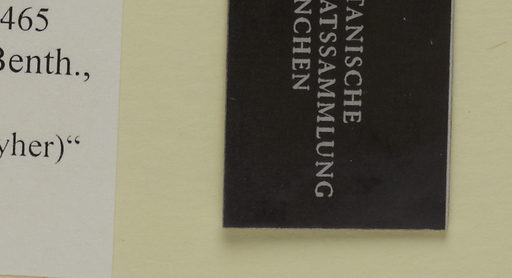 465
Benth.,
yher)“
TANISCHE
ATSSAMMLUNG
NCHEN